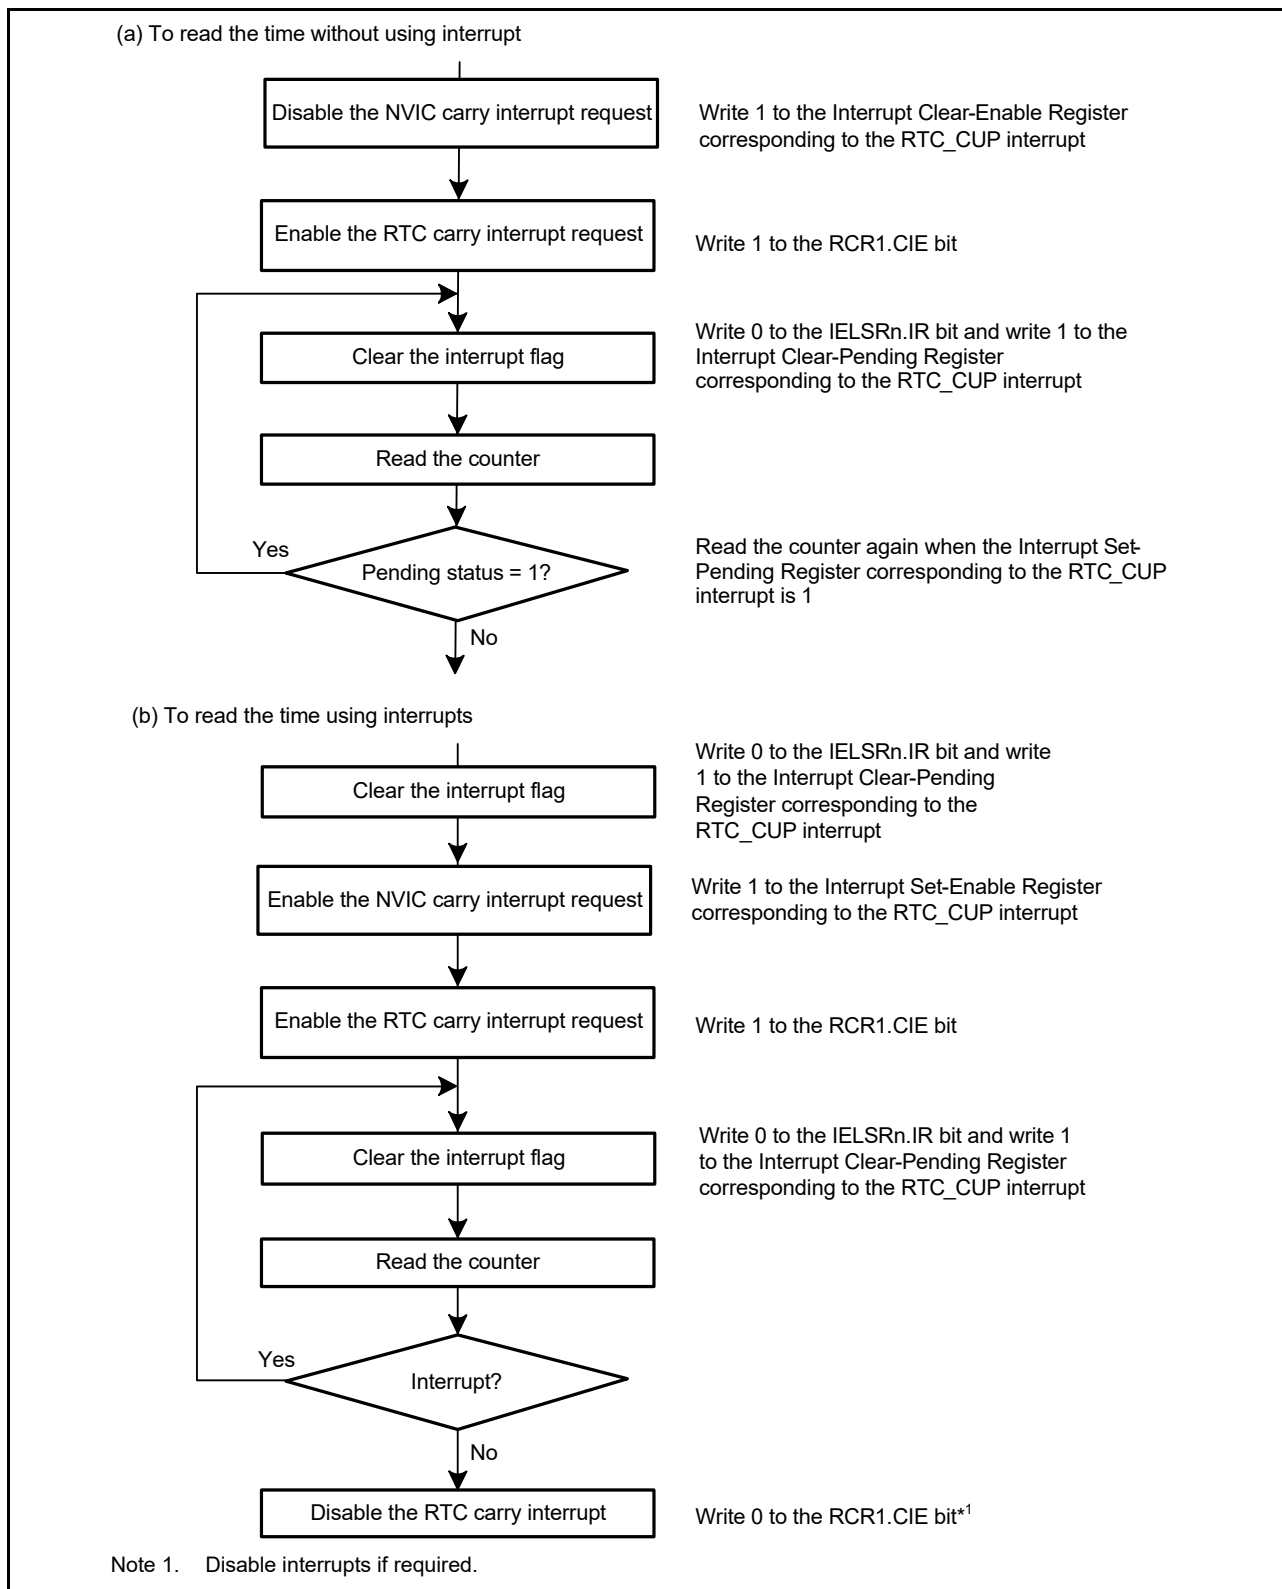 (a) To read the time without using interrupt
Disable the NVIC carry interrupt request
Write 1 to the Interrupt Clear-Enable Register
corresponding to the RTC_CUP interrupt
Enable the RTC carry interrupt request
Write 1 to the RCR1.CIE bit
Clear the interrupt flag
Write 0 to the IELSRn.IR bit and write 1 to the
Interrupt Clear-Pending Register
corresponding to the RTC_CUP interrupt
Read the counter
Yes
Pending status = 1?
Read the counter again when the Interrupt Set-
Pending Register corresponding to the RTC_CUP
interrupt is 1
No
(b) To read the time using interrupts
Clear the interrupt flag
Write 0 to the IELSRn.IR bit and write
1 to the Interrupt Clear-Pending
Register corresponding to the
RTC_CUP interrupt
Enable the NVIC carry interrupt request
Write 1 to the Interrupt Set-Enable Register
corresponding to the RTC_CUP interrupt
Enable the RTC carry interrupt request
Write 1 to the RCR1.CIE bit
Clear the interrupt flag
Write 0 to the IELSRn.IR bit and write 1
to the Interrupt Clear-Pending Register
corresponding to the RTC_CUP interrupt
Read the counter
Yes
Interrupt?
No
Disable the RTC carry interrupt
Write 0 to the RCR1.CIE bit*1
Note 1. Disable interrupts if required.